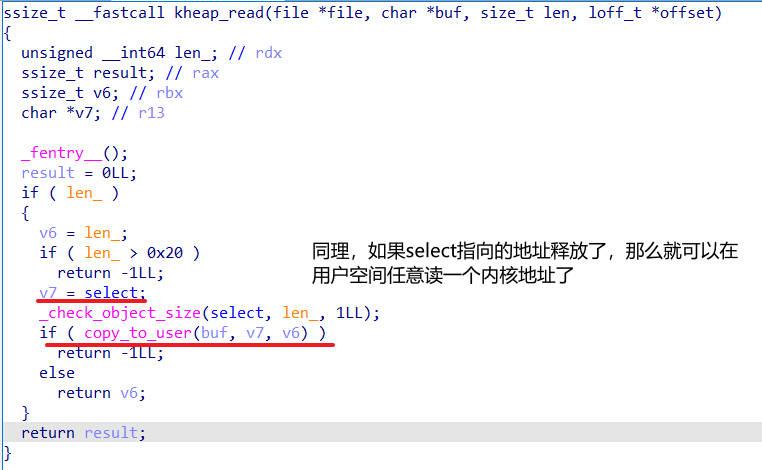 ssize_t __fastcall kheap_read(file *file, char *buf, size_t len, loff_t *offset)
{
  unsigned __int64 len_; // rdx
  ssize_t result; // rax
  ssize_t v6; // rbx
  char *v7; // r13

  _fentry__();
  result = 0LL;
  if ( len_ )
  {
    v6 = len_;
    if ( len_ > 0x20 )
      return -1LL;
    v7 = select;
    _check_object_size(select, len_, 1LL);
    if ( copy_to_user(buf, v7, v6) )
      return -1LL;
    else
      return v6;
  }
  return result;
}
同理，如果select指向的地址释放了，那么就可以在
用户空间任意读一个内核地址了